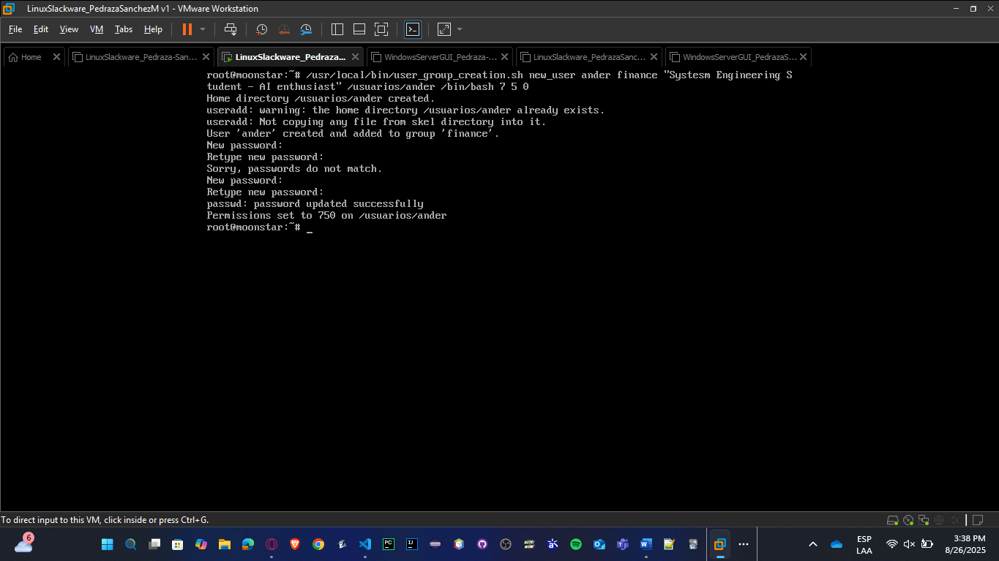 LinuxSlackware_PedrazaSanchezM v1 - VMware Workstation
File Edit View VM Tabs Help
Home LinuxSlackware_Pedraza-San... LinuxSlackware_Pedraza... WindowsServerGUI_Pedraza-... LinuxSlackware_PedrazaSanc... WindowsServerGUI_PedrazaS...
root@moonstar:~# /usr/local/bin/user_group_creation.sh new_user ander finance "Systesm Engineering S
tudent - AI enthusiast" /usuarios/ander /bin/bash 7 5 0
Home directory /usuarios/ander created.
useradd: warning: the home directory /usuarios/ander already exists.
useradd: Not copying any file from skel directory into it.
User 'ander' created and added to group 'finance'.
New password:
Retype new password:
Sorry, passwords do not match.
New password:
Retype new password:
passwd: password updated successfully
Permissions set to 750 on /usuarios/ander
root@moonstar:~# _
To direct input to this VM, click inside or press Ctrl+G.
6
ESP
LAA
3:38 PM
8/26/2025